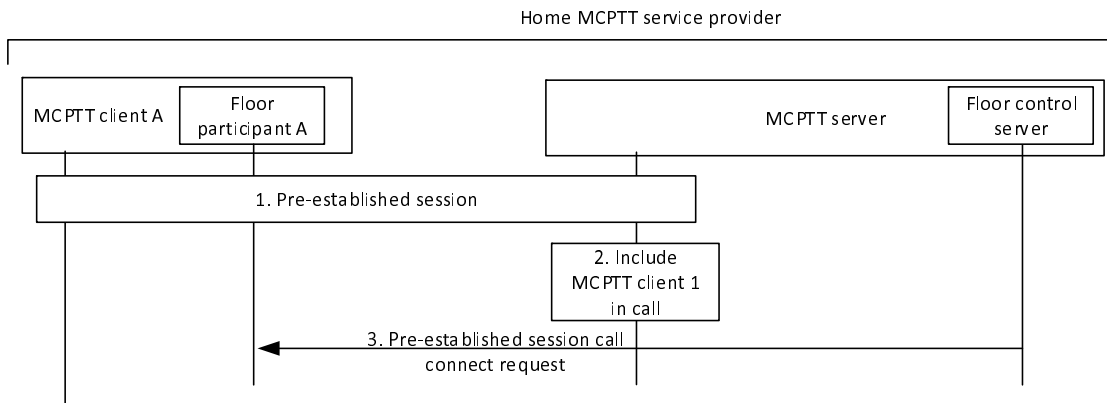 Home MCPTT service provider
MCPTT client A
Floor
participant A
MCPTT server
Floor control
server
1. Pre-established session
2. Include
MCPTT client 1
in call
3. Pre-established session call
connect request